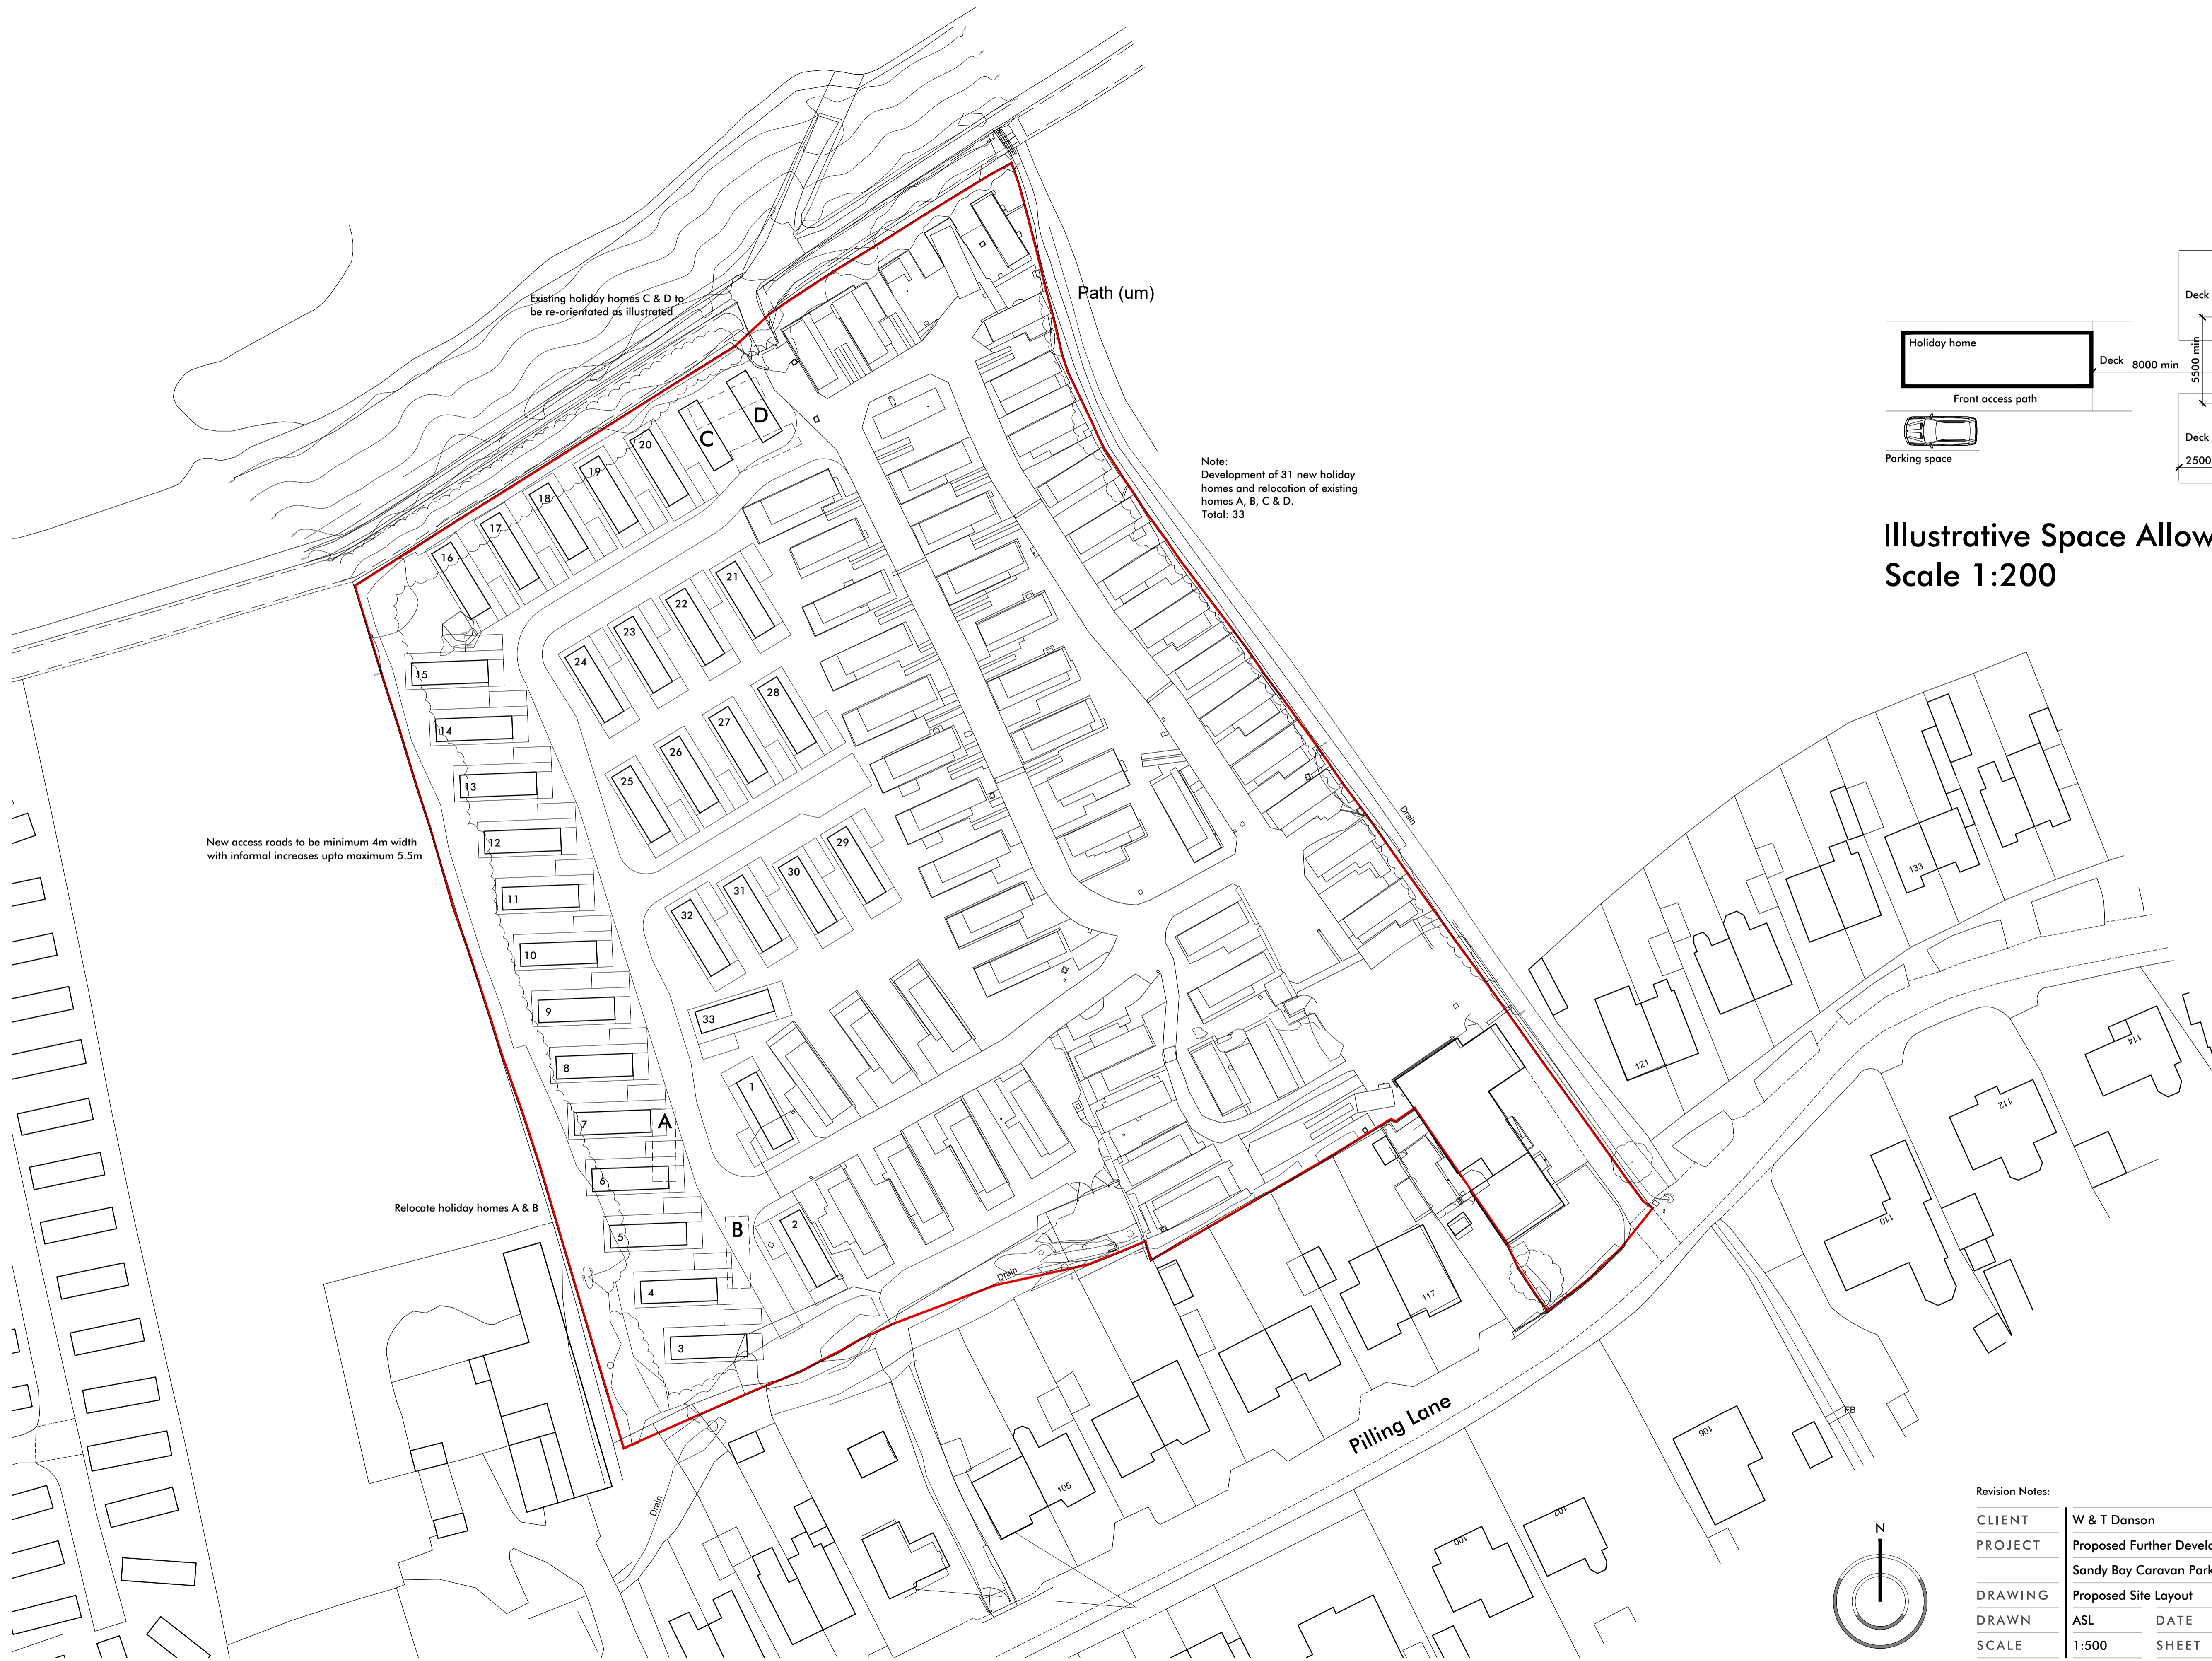 Existing holiday homes C & D to
be re-orientated as illustrated
Path (um)
Holiday home
Deck
8000 min
5500 min
Deck
Deck
2500
Front access path
Parking space
Illustrative Space Allow
Scale 1:200
Note:
Development of 31 new holiday
homes and relocation of existing
homes A, B, C & D.
Total: 33
D
C
20
19
18
17
16
21
22
23
24
15
28
27
26
25
14
13
12
11
10
9
8
7
6
5
4
3
29
30
31
32
33
1
2
A
B
New access roads to be minimum 4m width
with informal increases upto maximum 5.5m
Relocate holiday homes A & B
Drain
Drain
Drain
133
121
114
112
110
117
106
105
102
100
FB
Pilling Lane
N
Revision Notes:
CLIENT W & T Danson
PROJECT Proposed Further Develo
Sandy Bay Caravan Park
DRAWING Proposed Site Layout
DRAWN ASL DATE
SCALE 1:500 SHEET